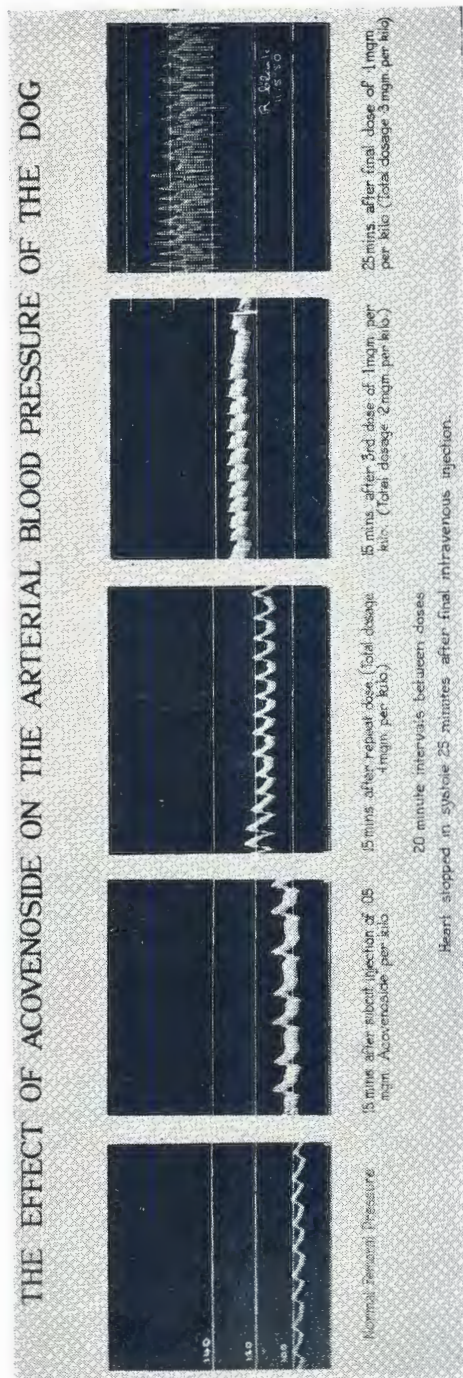 THE EFFECT OF ACOVENOSIDE ON THE ARTERIAL BLOOD PRESSURE OF THE DOG
140
100
Normal Femoral Pressure
15 mins after subcut injection of ·05
mgm. Acovenoside per kilo
15 mins after repeat dose (Total dosage
·1mgm per kilo.)
15 mins. after 3rd dose of ·1mgm per
kilo. (Total dosage ·2mgm per kilo.)
25 mins. after final dose of ·1mgm
per kilo (Total dosage ·3 mgm per kilo)
20 minute intervals between doses
Heart stopped in systole 25 minutes after final intravenous injection.